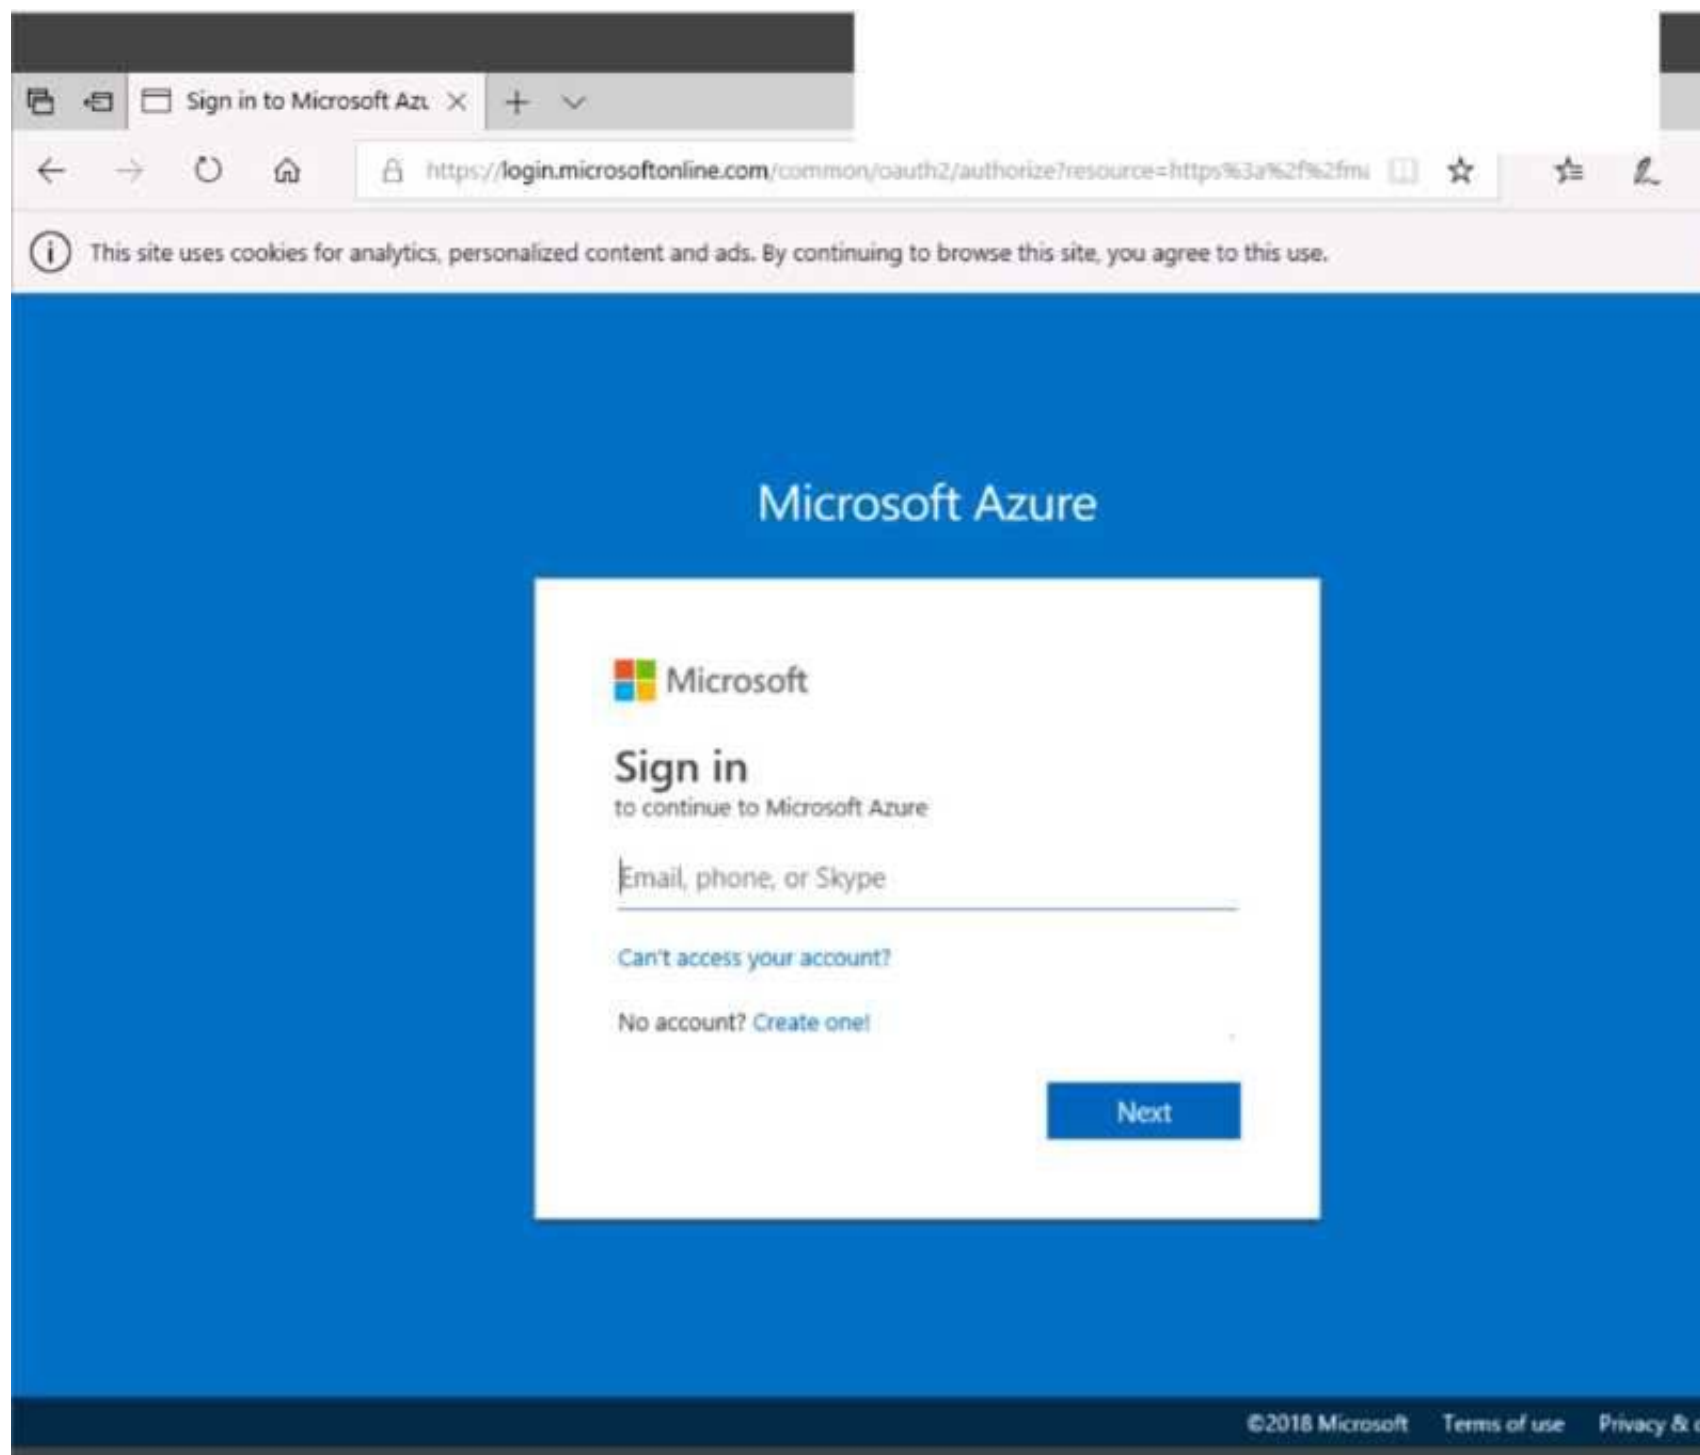 Sign in to Microsoft Azu
https://login.microsoftonline.com/common/oauth2/authorize?resource=https%3a%2f%2fma
This site uses cookies for analytics, personalized content and ads. By continuing to browse this site, you agree to this use.
Microsoft Azure
Microsoft
Sign in
to continue to Microsoft Azure
Email, phone, or Skype
Can't access your account?
No account? Create one!
Next
©2018 Microsoft Terms of use Privacy &